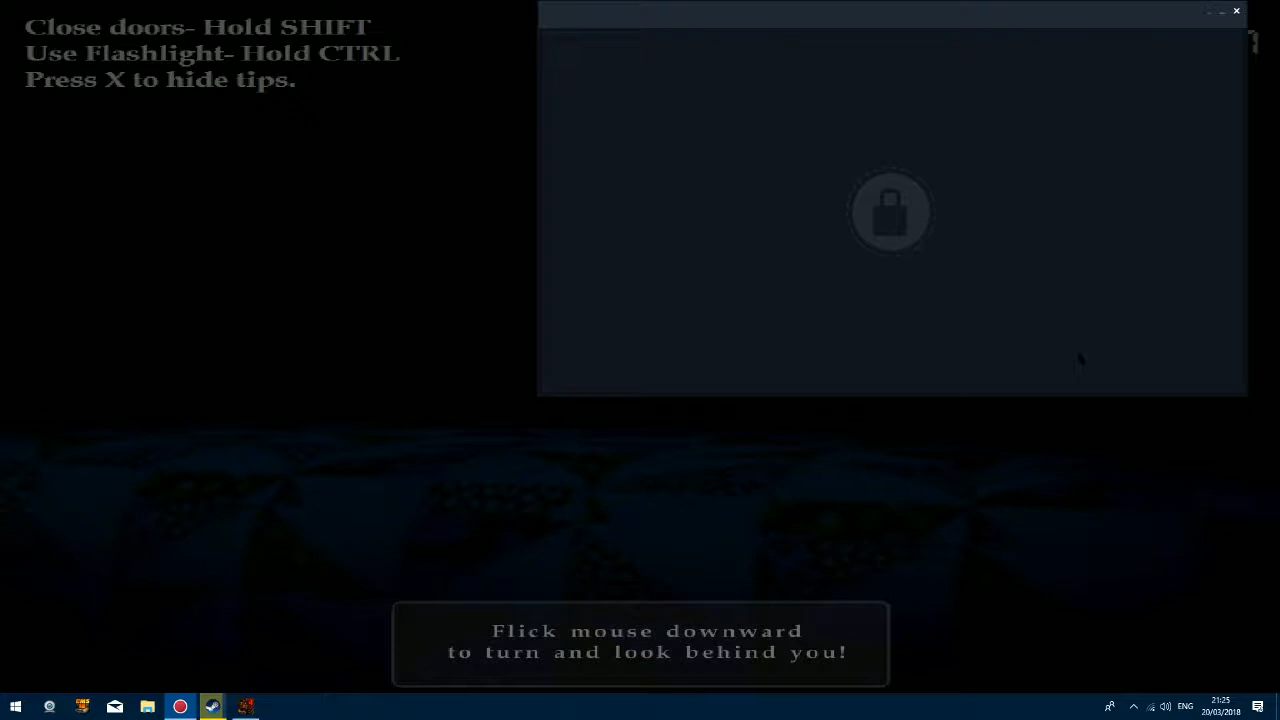 Close doors- Hold SHIFT
Use Flashlight- Hold CTRL
Press X to hide tips.
Flick mouse downward
to turn and look behind you!
ENG
21:25
20/03/2018